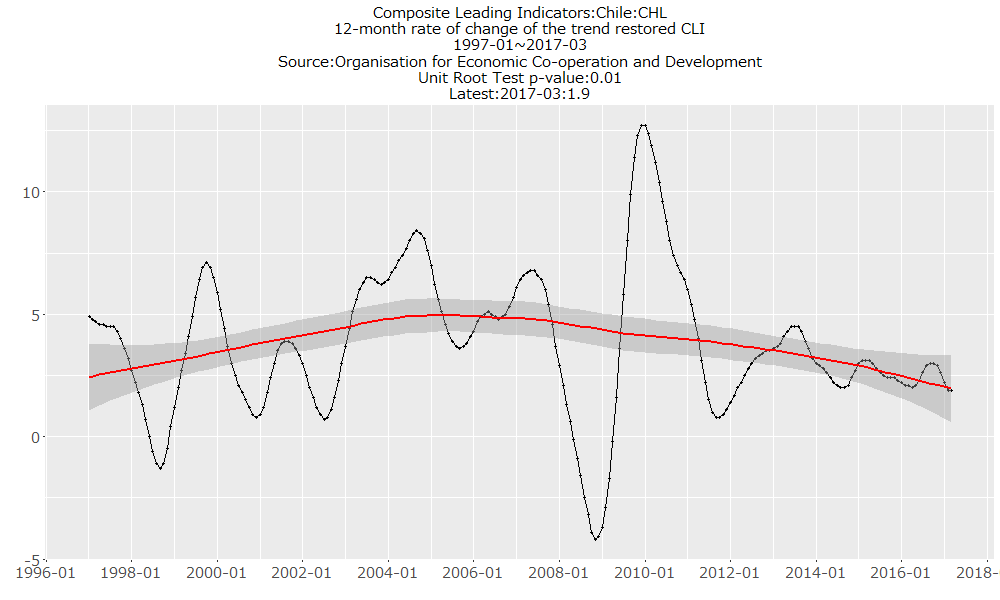 Composite Leading Indicators:Chile:CHL
12-month rate of change of the trend restored CLI
1997-01~2017-03
Source:Organisation for Economic Co-operation and Development
Unit Root Test p-value:0.01
Latest:2017-03:1.9
10
5
0
-5
1996-01 1998-01 2000-01 2002-01 2004-01 2006-01 2008-01 2010-01 2012-01 2014-01 2016-01 2018-